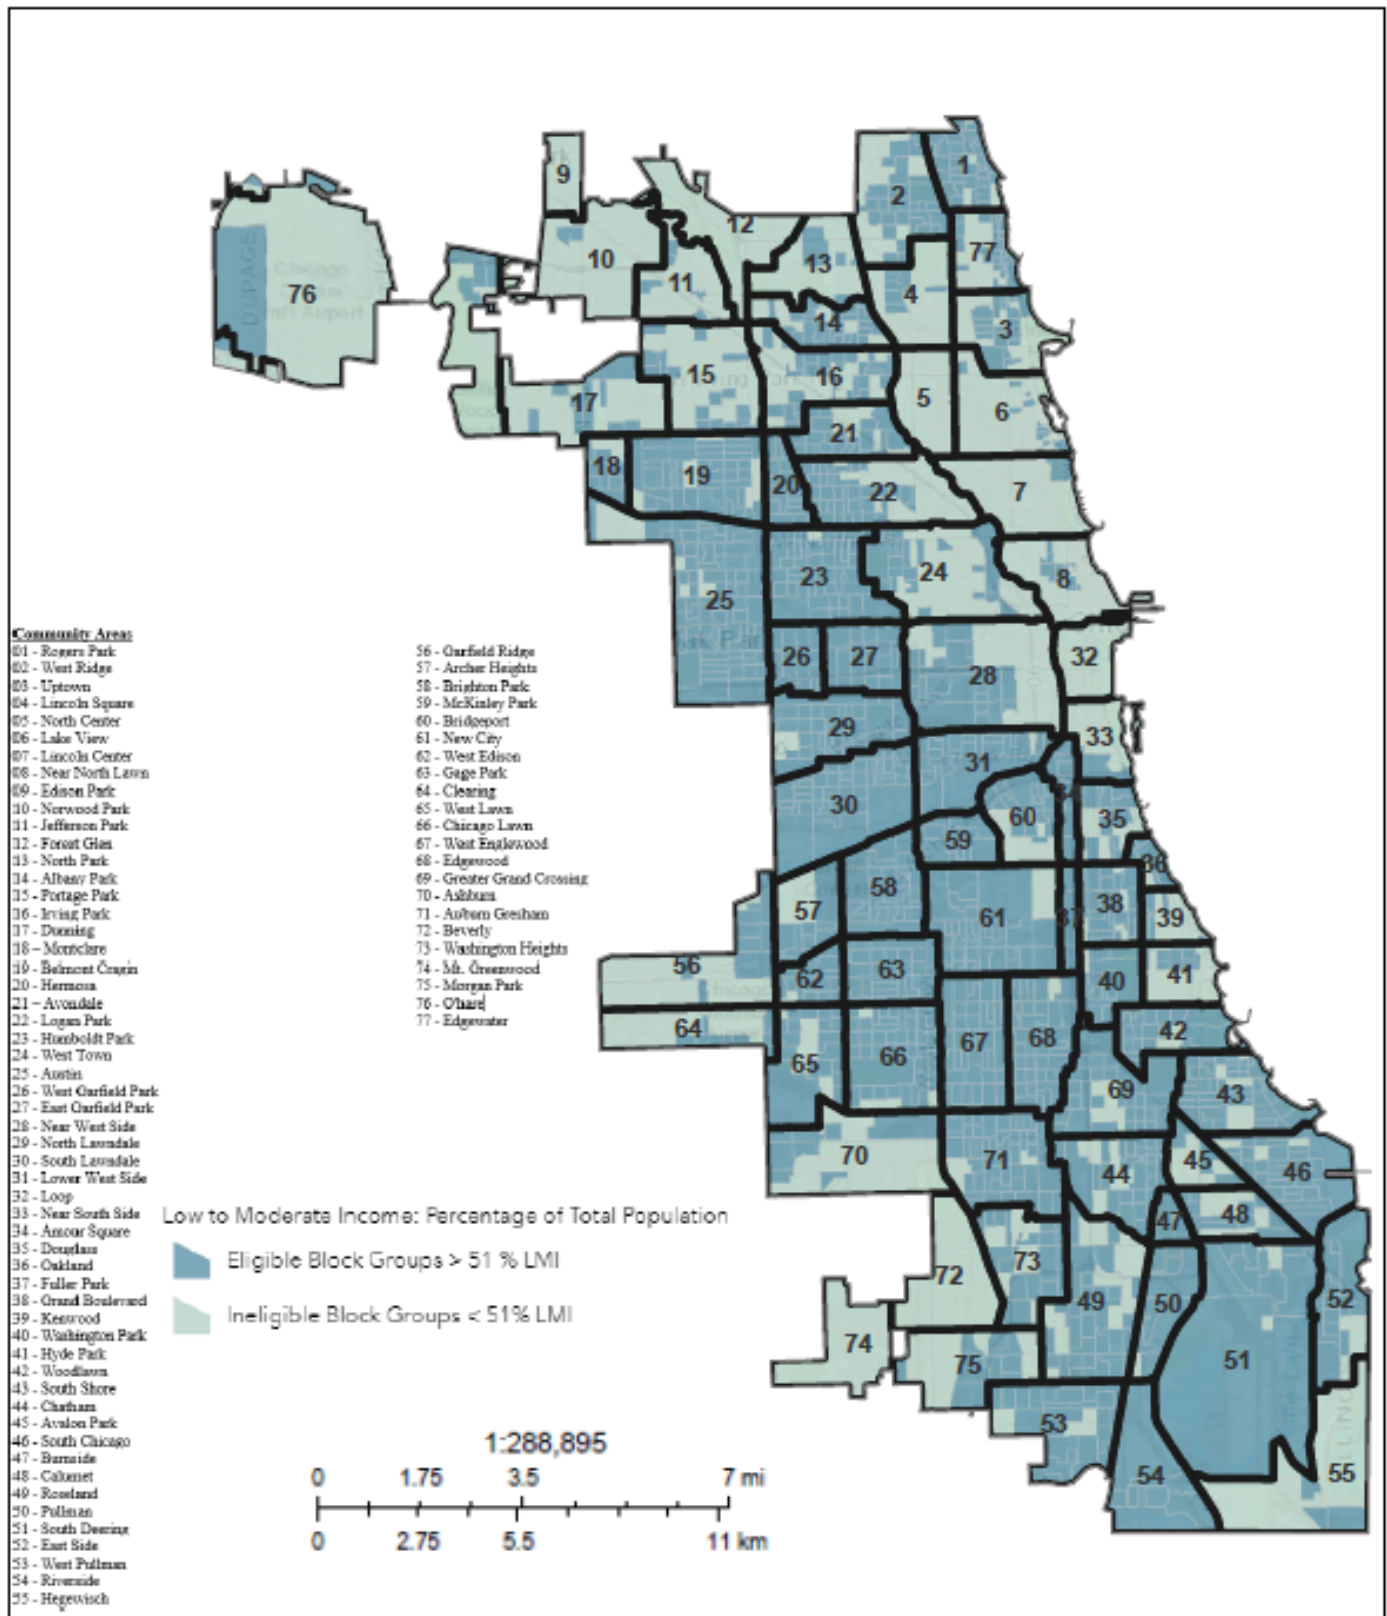 Community Areas
01 - Rogers Park
02 - West Ridge
03 - Uptown
04 - Lincoln Square
05 - North Center
06 - Lake View
07 - Lincoln Center
08 - Near North Lawn
09 - Edison Park
10 - Norwood Park
11 - Jefferson Park
12 - Forest Glen
13 - North Park
14 - Albany Park
15 - Portage Park
16 - Irving Park
17 - Dunning
18 – Montclare
19 - Belmont Cragin
20 - Hermosa
21 – Avondale
22 - Logan Park
23 - Humboldt Park
24 - West Town
25 - Austin
26 - West Garfield Park
27 - East Garfield Park
28 - Near West Side
29 - North Lawndale
30 - South Lawndale
31 - Lower West Side
32 - Loop
33 - Near South Side
34 - Amour Square
35 - Douglass
36 - Oakland
37 - Fuller Park
38 - Grand Boulevard
39 - Kenwood
40 - Washington Park
41 - Hyde Park
42 - Woodlawn
43 - South Shore
44 - Chatham
45 - Avalon Park
46 - South Chicago
47 - Burnside
48 - Calumet
49 - Roseland
50 - Pullman
51 - South Deering
52 - East Side
53 - West Pullman
54 - Riverside
55 - Hegewisch
56 - Garfield Ridge
57 - Archer Heights
58 - Brighton Park
59 - McKinley Park
60 - Bridgeport
61 - New City
62 - West Edison
63 - Gage Park
64 - Clearing
65 - West Lawn
66 - Chicago Lawn
67 - West Englewood
68 - Edgewood
69 - Greater Grand Crossing
70 - Ashburn
71 - Auburn Gresham
72 - Beverly
73 - Washington Heights
74 - Mt. Greenwood
75 - Morgan Park
76 - O'hare
77 - Edgewater
Low to Moderate Income: Percentage of Total Population
Eligible Block Groups > 51 % LMI
Ineligible Block Groups < 51% LMI
1:288,895
0 1.75 3.5 7 mi
0 2.75 5.5 11 km
1
9
2
12
77
10
13
11
4
DUPAGE
Chicago
76
Int'l Airport
14
3
15
16
5
6
17
21
18
19
20
22
7
23
24
8
25
26
27
28
32
29
33
31
34
30
60
35
59
36
58
57
61
37
38
39
56
62
63
40
41
64
65
66
67
68
42
69
43
70
71
44
45
46
47
48
72
73
49
50
52
74
75
51
53
54
55